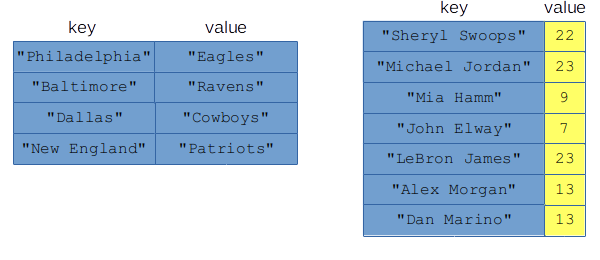 key value
"Philadelphia" "Eagles"
"Baltimore" "Ravens"
"Dallas" "Cowboys"
"New England" "Patriots"
key value
"Sheryl Swoops" 22
"Michael Jordan" 23
"Mia Hamm" 9
"John Elway" 7
"LeBron James" 23
"Alex Morgan" 13
"Dan Marino" 13